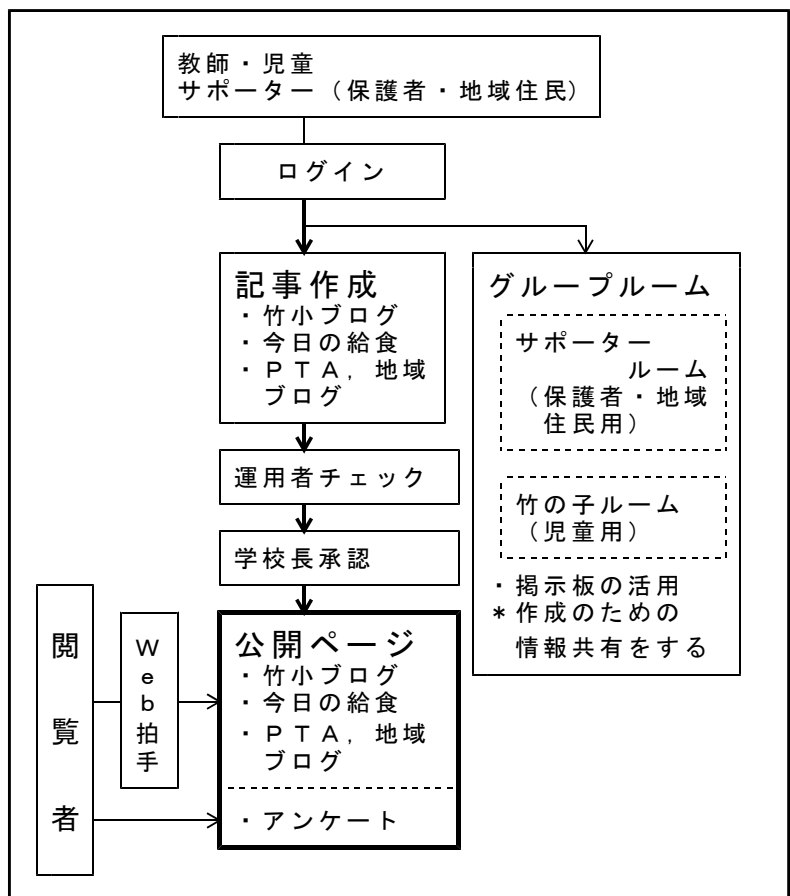 教師・児童
サポーター（保護者・地域住民）
ログイン
記事作成
・竹小ブログ
・今日の給食
・ＰＴＡ，地域
ブログ
グループルーム
サポーター
ルーム
（保護者・地域
住民用）
竹の子ルーム
（児童用）
・掲示板の活用
＊作成のための
情報共有をする
運用者チェック
学校長承認
閲覧者
Ｗｅｂ拍手
公開ページ
・竹小ブログ
・今日の給食
・ＰＴＡ，地域
ブログ
・アンケート